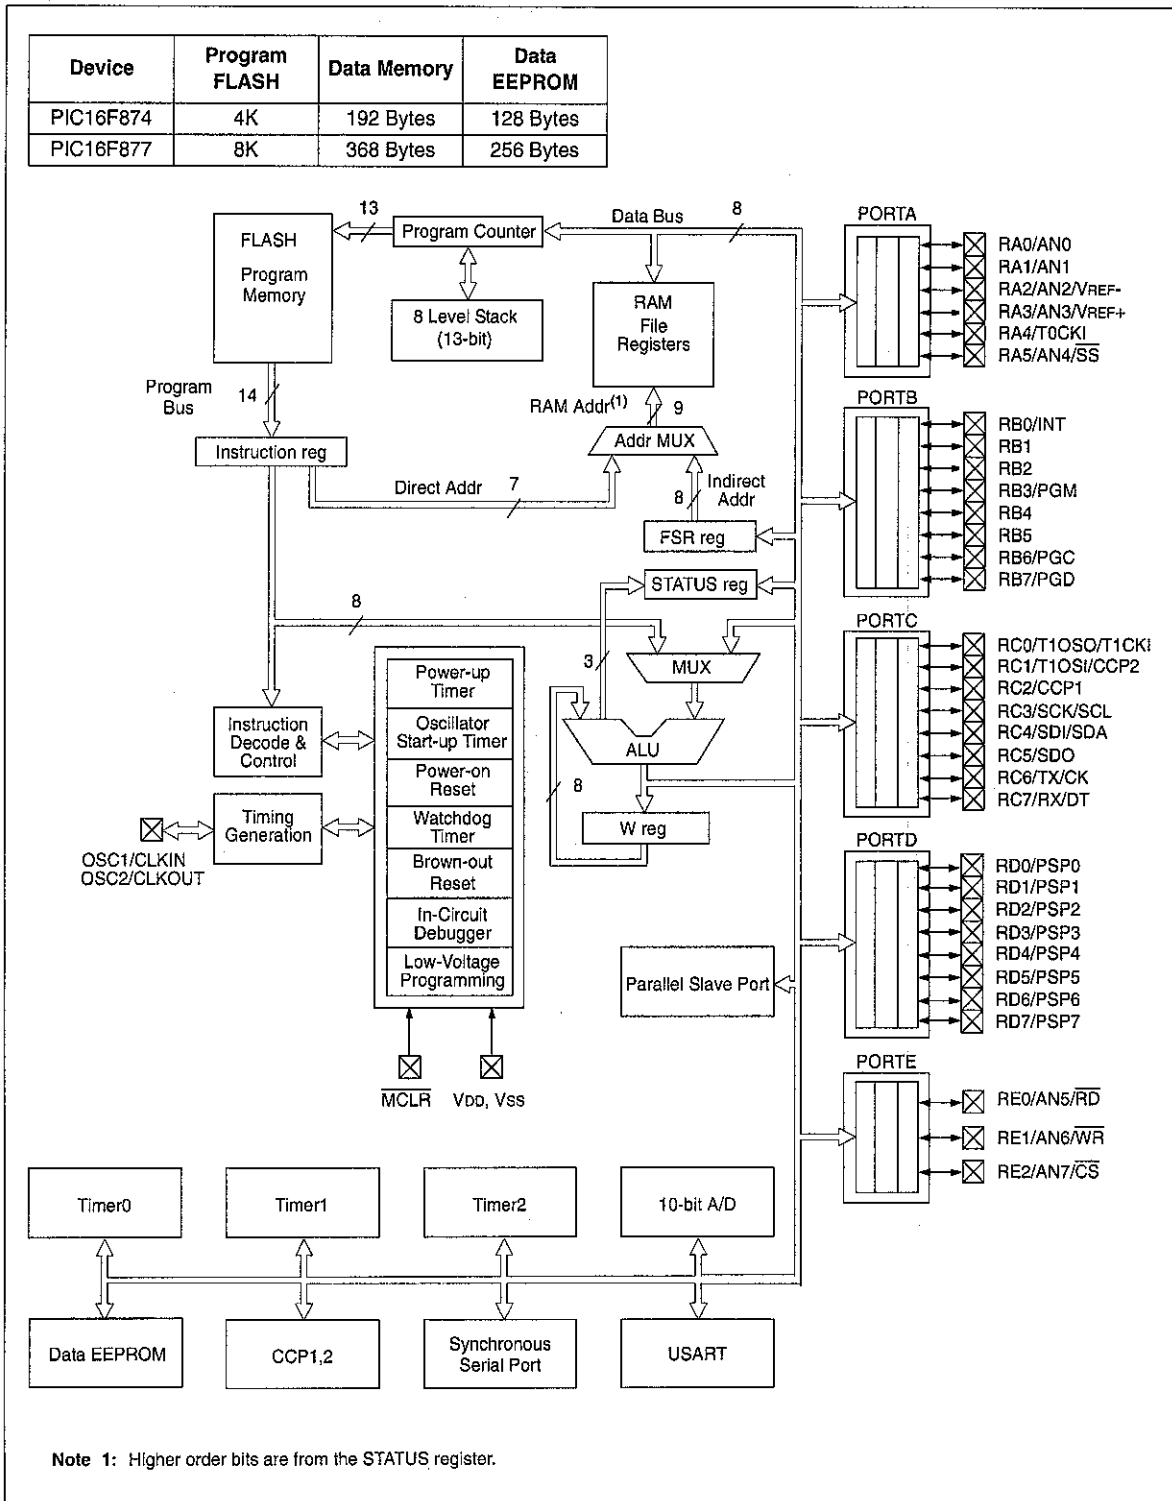 Device Program FLASH Data Memory Data EEPROM
PIC16F874 4K 192 Bytes 128 Bytes
PIC16F877 8K 368 Bytes 256 Bytes
FLASH
Program
Memory
13
Program Counter
Data Bus
8
8 Level Stack
(13-bit)
RAM
File
Registers
Program
Bus
14
RAM Addr(1)
9
Addr MUX
Instruction reg
Direct Addr
7
8
Indirect
Addr
FSR reg
STATUS reg
8
3
MUX
ALU
8
W reg
Power-up
Timer
Oscillator
Start-up Timer
Power-on
Reset
Watchdog
Timer
Brown-out
Reset
In-Circuit
Debugger
Low-Voltage
Programming
Instruction
Decode &
Control
Timing
Generation
OSC1/CLKIN
OSC2/CLKOUT
MCLR
VDD, VSS
Parallel Slave Port
PORTA
RA0/AN0
RA1/AN1
RA2/AN2/VREF-
RA3/AN3/VREF+
RA4/T0CKI
RA5/AN4/SS
PORTB
RB0/INT
RB1
RB2
RB3/PGM
RB4
RB5
RB6/PGC
RB7/PGD
PORTC
RC0/T1OSO/T1CKI
RC1/T1OSI/CCP2
RC2/CCP1
RC3/SCK/SCL
RC4/SDI/SDA
RC5/SDO
RC6/TX/CK
RC7/RX/DT
PORTD
RD0/PSP0
RD1/PSP1
RD2/PSP2
RD3/PSP3
RD4/PSP4
RD5/PSP5
RD6/PSP6
RD7/PSP7
PORTE
RE0/AN5/RD
RE1/AN6/WR
RE2/AN7/CS
Timer0
Timer1
Timer2
10-bit A/D
Data EEPROM
CCP1,2
Synchronous
Serial Port
USART
Note 1: Higher order bits are from the STATUS register.